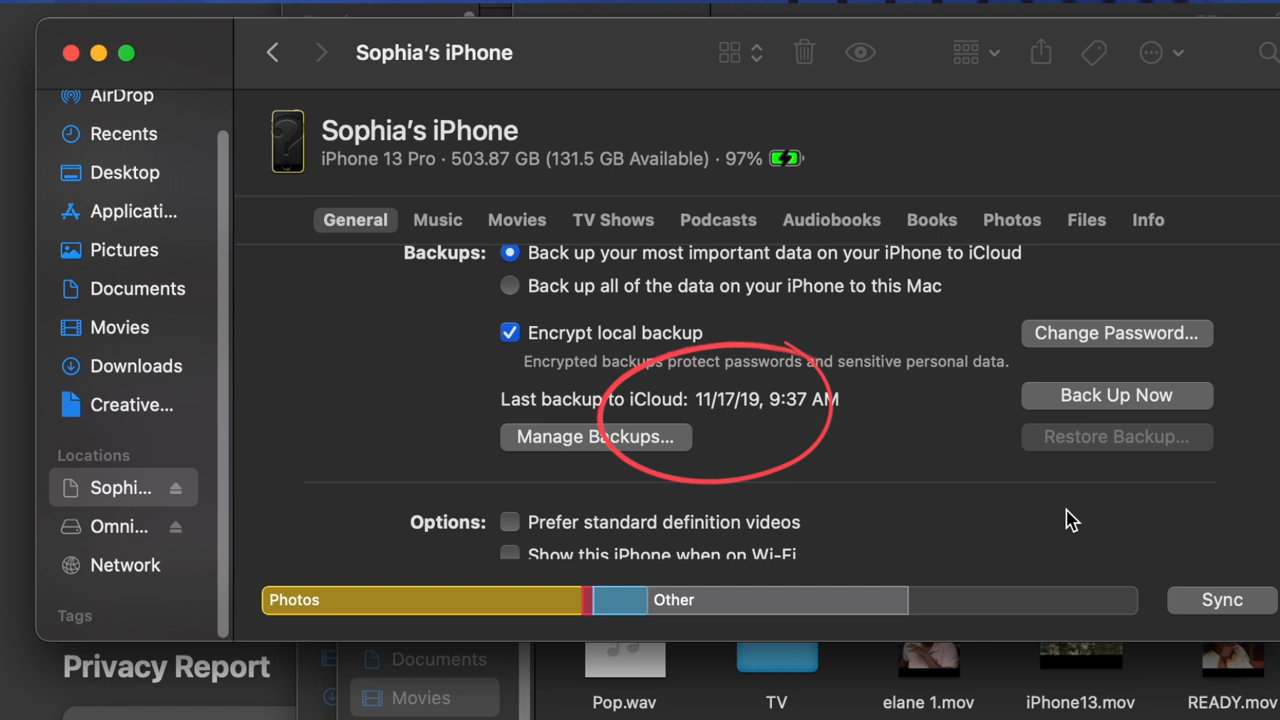 Sophia's iPhone
AirDrop
Recents
Desktop
Applicati...
Pictures
Documents
Movies
Downloads
Creative...
Locations
Sophi...
Omni...
Network
Tags
Sophia's iPhone
iPhone 13 Pro · 503.87 GB (131.5 GB Available) · 97%
General Music Movies TV Shows Podcasts Audiobooks Books Photos Files Info
Backups: Back up your most important data on your iPhone to iCloud
Back up all of the data on your iPhone to this Mac
Encrypt local backup Change Password...
Encrypted backups protect passwords and sensitive personal data.
Last backup to iCloud: 11/17/19, 9:37 AM Back Up Now
Manage Backups... Restore Backup...
Options: Prefer standard definition videos
Show this iPhone when on Wi-Fi
Photos Other Sync
Privacy Report
Documents
Movies
Pop.wav TV elane 1.mov iPhone13.mov READY.mov